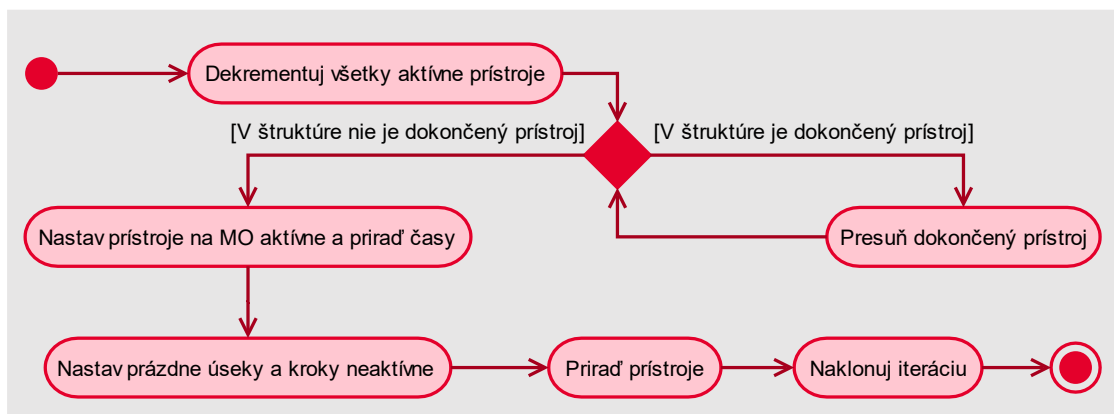 Dekrementuj všetky aktívne prístroje
[V štruktúre nie je dokončený prístroj]
[V štruktúre je dokončený prístroj]
Nastav prístroje na MO aktívne a priraď časy
Presuň dokončený prístroj
Nastav prázdne úseky a kroky neaktívne
Priraď prístroje
Naklonuj iteráciu